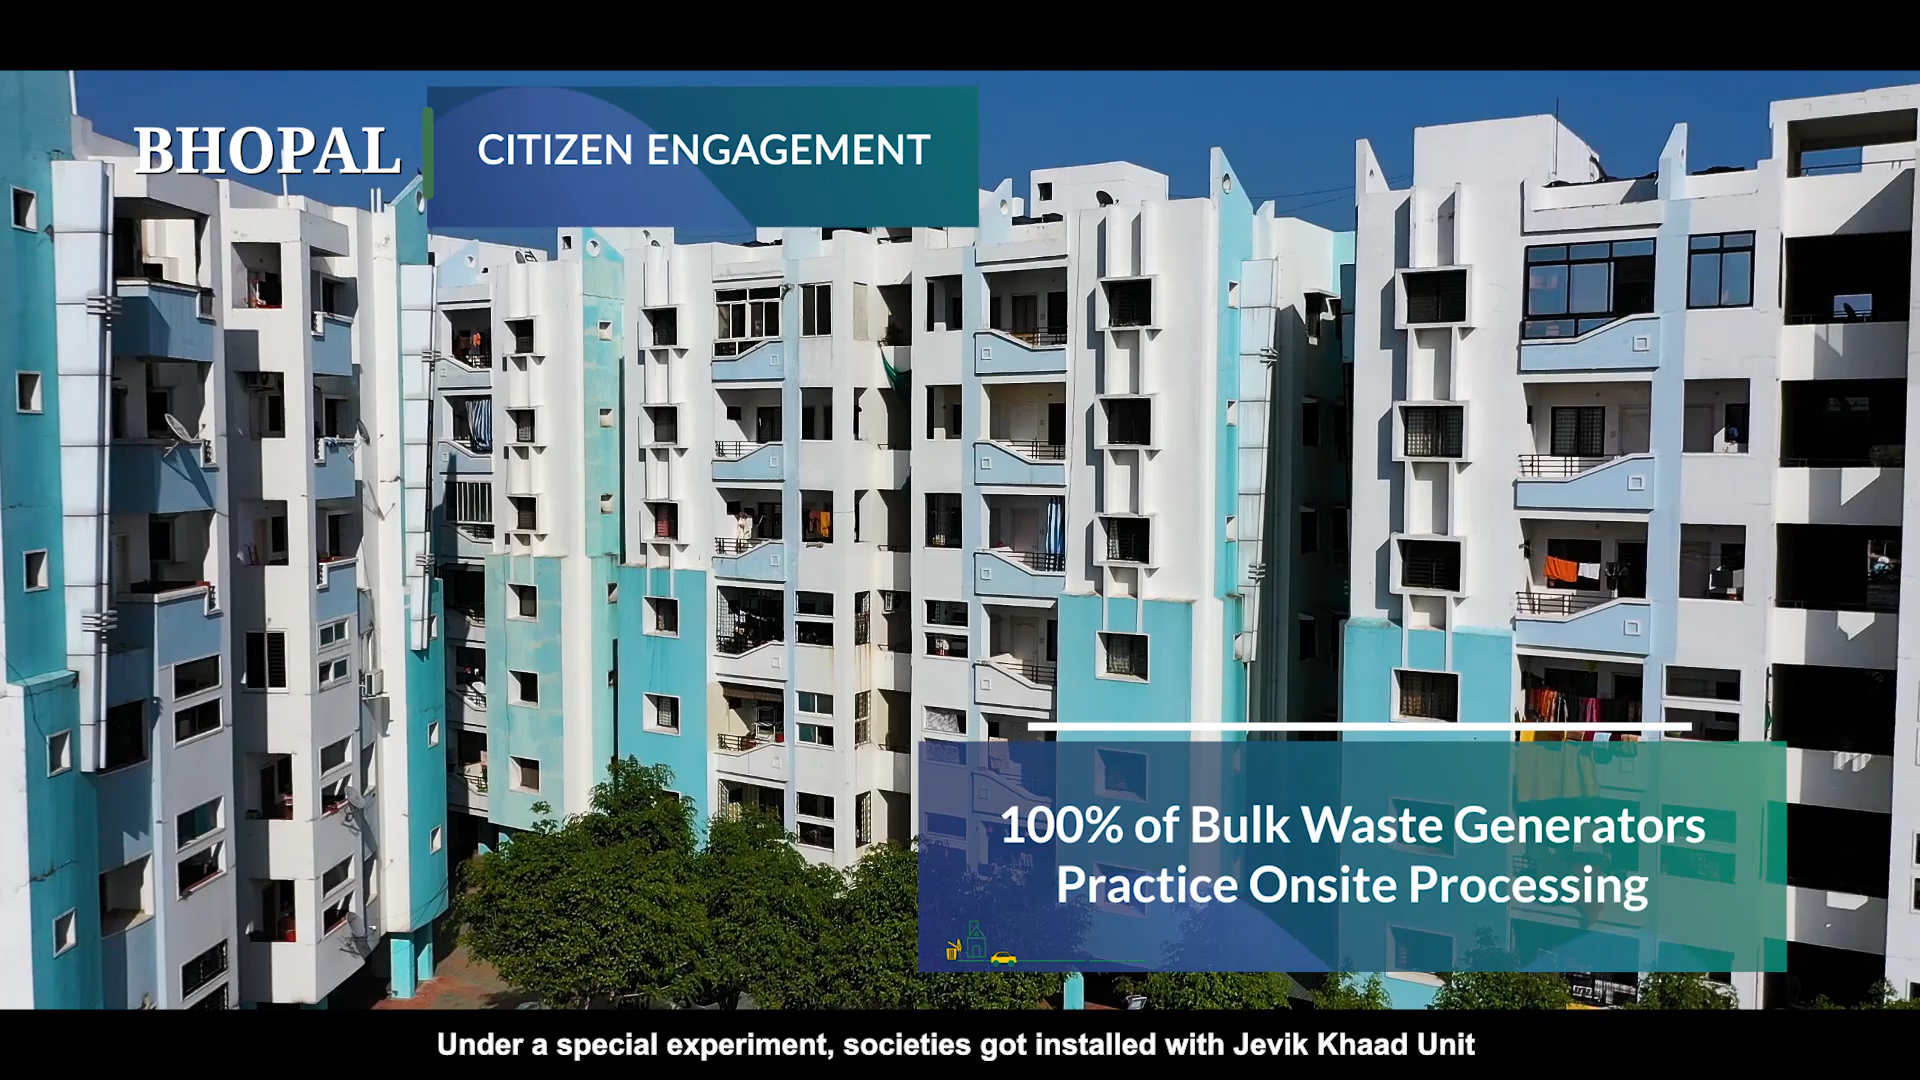 BHOPAL
CITIZEN ENGAGEMENT
100% of Bulk Waste Generators
Practice Onsite Processing
Under a special experiment, societies got installed with Jevik Khaad Unit